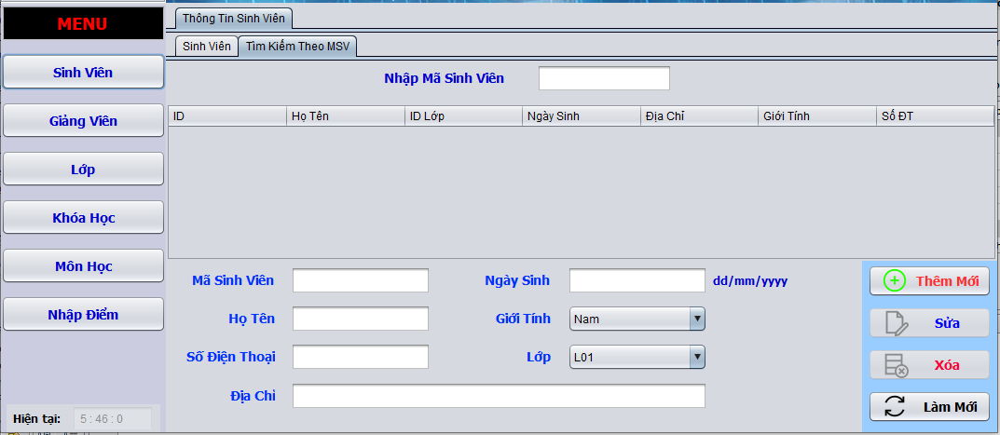 MENU
Sinh Viên
Giảng Viên
Lớp
Khóa Học
Môn Học
Nhập Điểm
Hiện tại: 5 : 46 : 0
Thông Tin Sinh Viên
Sinh Viên Tìm Kiếm Theo MSV
Nhập Mã Sinh Viên
ID Họ Tên ID Lớp Ngày Sinh Địa Chỉ Giới Tính Số ĐT
Mã Sinh Viên Ngày Sinh dd/mm/yyyy
Họ Tên Giới Tính Nam
Số Điện Thoại Lớp L01
Địa Chỉ
Thêm Mới
Sửa
Xóa
Làm Mới